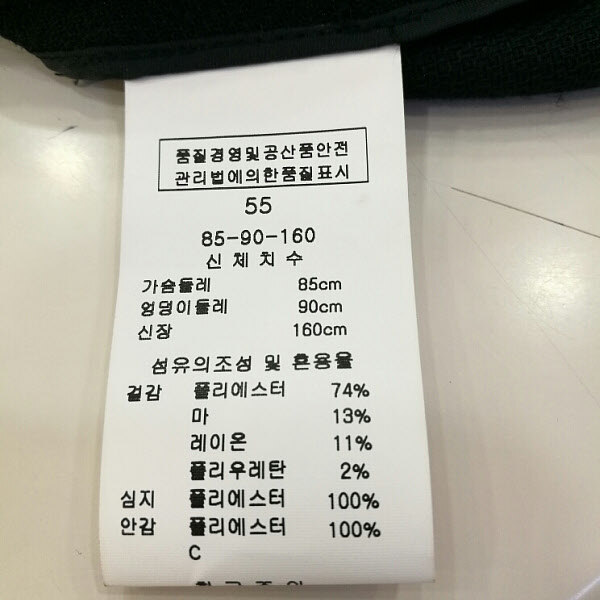 품질경영및공산품안전
관리법에의한품질표시
55
85-90-160
신체치수
가슴둘레 85cm
엉덩이둘레 90cm
신장 160cm
섬유의조성 및 혼용율
겉감 폴리에스터 74%
마 13%
레이온 11%
폴리우레탄 2%
심지 폴리에스터 100%
안감 폴리에스터 100%
C